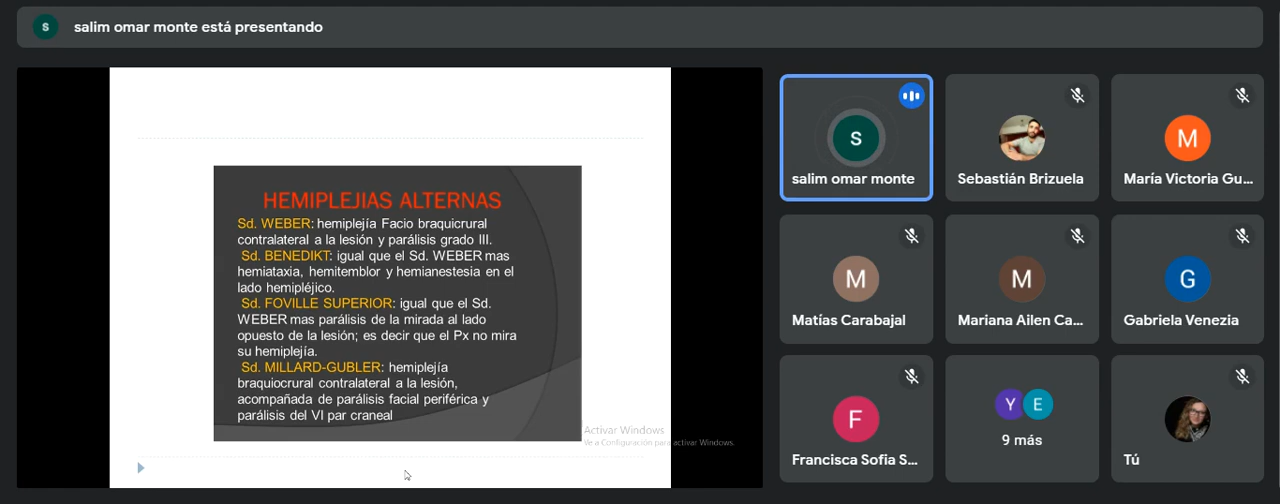 S
salim omar monte está presentando
HEMIPLEJIAS ALTERNAS
Sd. WEBER: hemiplejía Facio braquicrural
contralateral a la lesión y parálisis grado III.
Sd. BENEDIKT: igual que el Sd. WEBER mas
hemiataxia, hemitemblor y hemianestesia en el
lado hemipléjico.
Sd. FOVILLE SUPERIOR: igual que el Sd.
WEBER mas parálisis de la mirada al lado
opuesto de la lesión; es decir que el Px no mira
su hemiplejía.
Sd. MILLARD-GUBLER: hemiplejía
braquiocrural contralateral a la lesión,
acompañada de parálisis facial periférica y
parálisis del VI par craneal
Activar Windows
Ve a Configuración para activar Windows.
S
salim omar monte
Sebastián Brizuela
M
María Victoria Gu...
M
Matías Carabajal
M
Mariana Ailen Ca...
G
Gabriela Venezia
F
Francisca Sofia S...
Y E
9 más
Tú